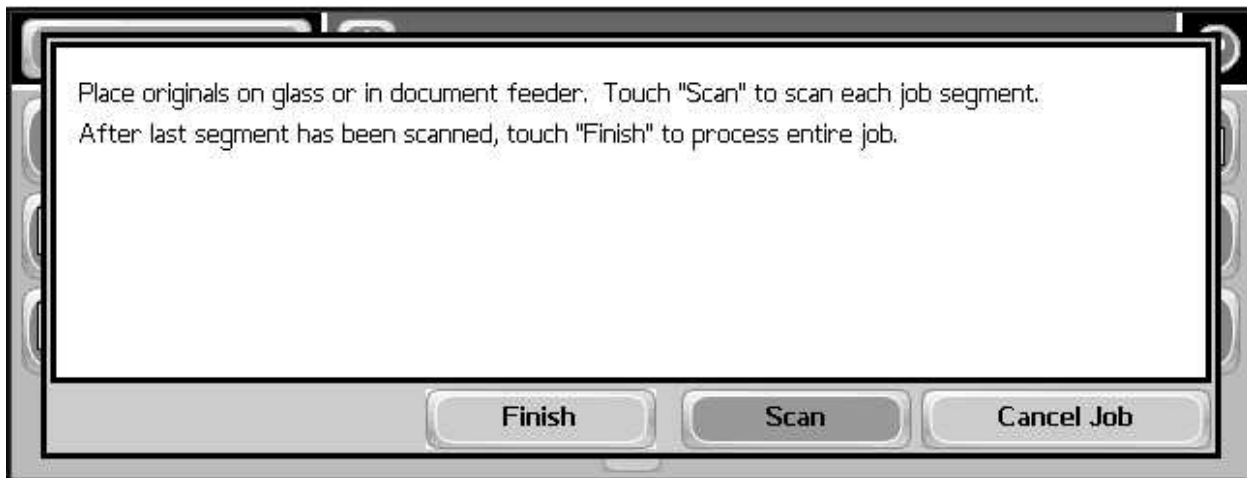 Place originals on glass or in document feeder.  Touch "Scan" to scan each job segment.
After last segment has been scanned, touch "Finish" to process entire job.
Finish Scan Cancel Job